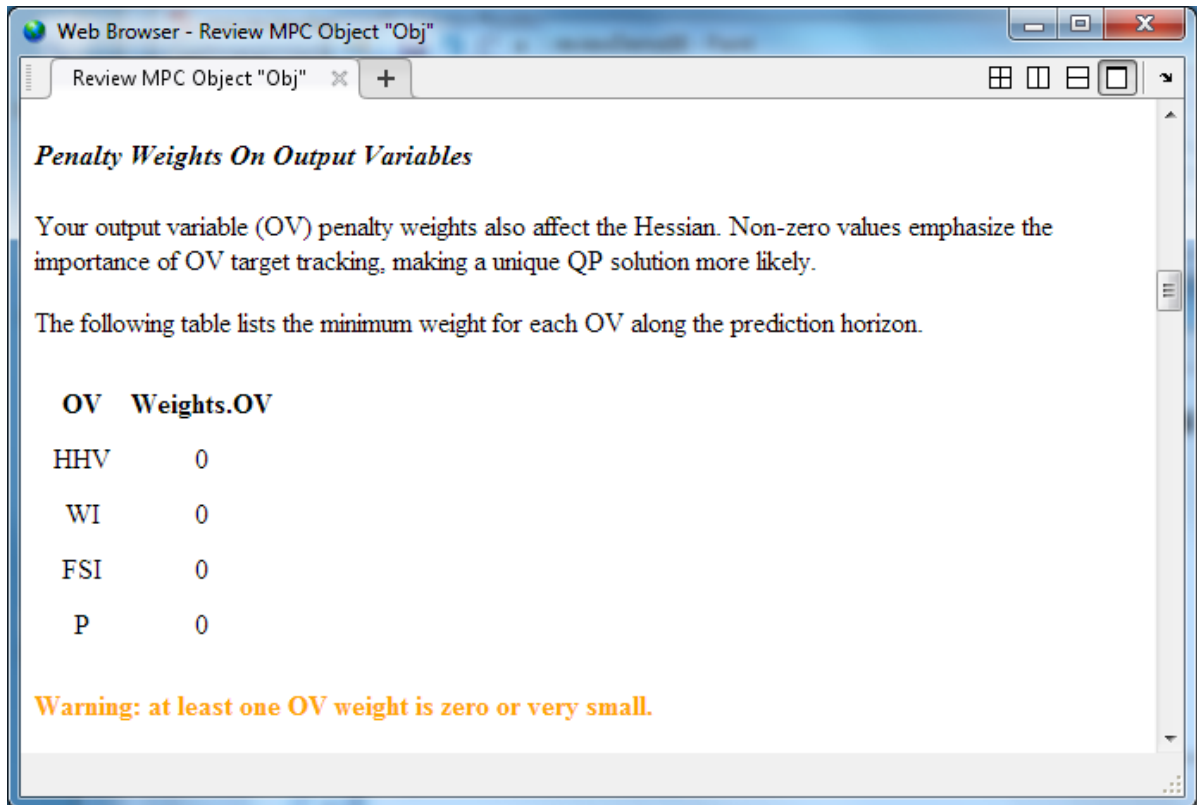 Web Browser - Review MPC Object "Obj"
Review MPC Object "Obj"
Penalty Weights On Output Variables
Your output variable (OV) penalty weights also affect the Hessian. Non-zero values emphasize the
importance of OV target tracking, making a unique QP solution more likely.
The following table lists the minimum weight for each OV along the prediction horizon.
OV Weights.OV
HHV 0
WI 0
FSI 0
P 0
Warning: at least one OV weight is zero or very small.